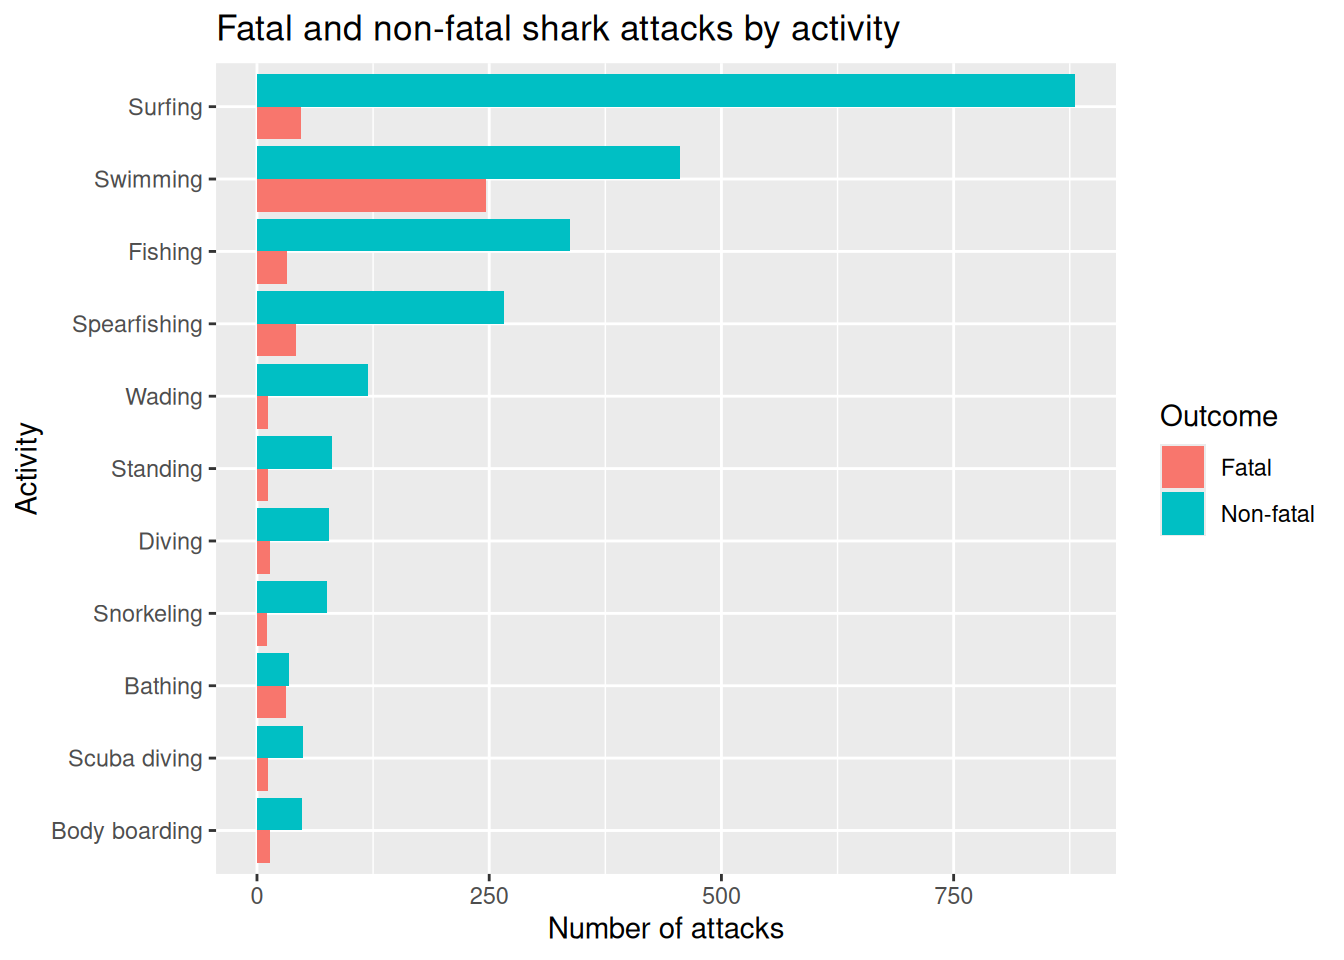 Fatal and non-fatal shark attacks by activity
Activity
Surfing
Swimming
Fishing
Spearfishing
Wading
Standing
Diving
Snorkeling
Bathing
Scuba diving
Body boarding
0 250 500 750
Number of attacks
Outcome
Fatal
Non-fatal